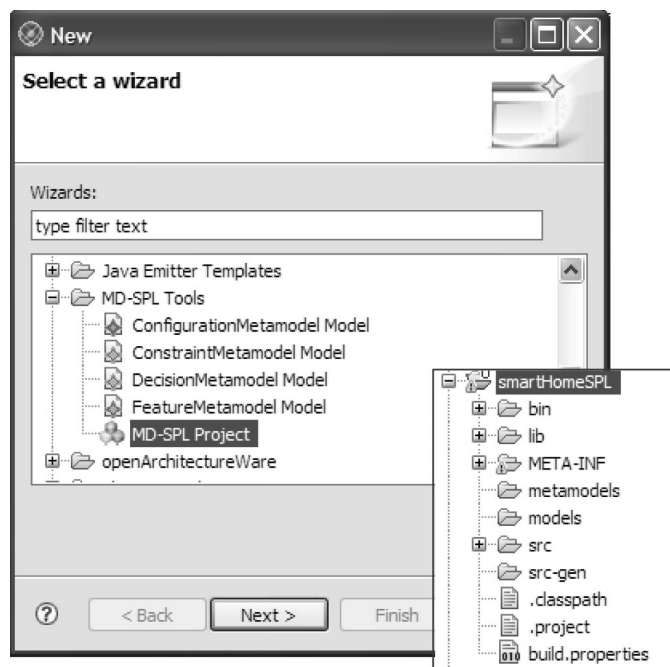 New
Select a wizard
Wizards:
type filter text
Java Emitter Templates
MD-SPL Tools
ConfigurationMetamodel Model
ConstraintMetamodel Model
DecisionMetamodel Model
FeatureMetamodel Model
MD-SPL Project
openArchitectureWare
< Back
Next >
Finish
smartHomeSPL
bin
lib
META-INF
metamodels
models
src
src-gen
.classpath
.project
build.properties